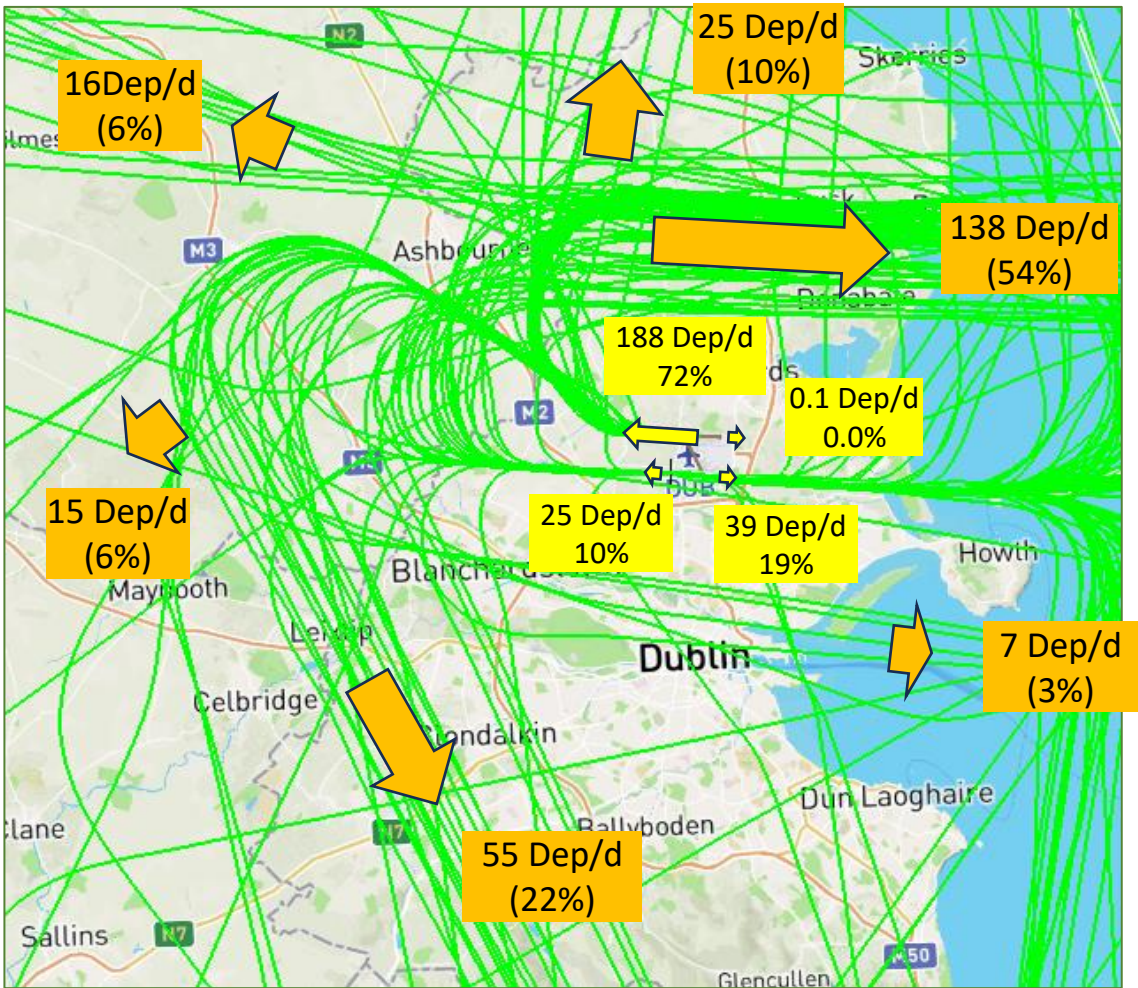 25 Dep/d
(10%)
N2
Skerries
16Dep/d
(6%)
M3
Ashbourne
138 Dep/d
(54%)
188 Dep/d
72%
0.1 Dep/d
0.0%
M2
DUB
15 Dep/d
(6%)
25 Dep/d
10%
39 Dep/d
19%
Howth
Maynooth
Leixlip
Dublin
7 Dep/d
(3%)
Celbridge
Dun Laoghaire
Clane
Ballyboden
55 Dep/d
(22%)
Sallins
N7
M50
Glencullen